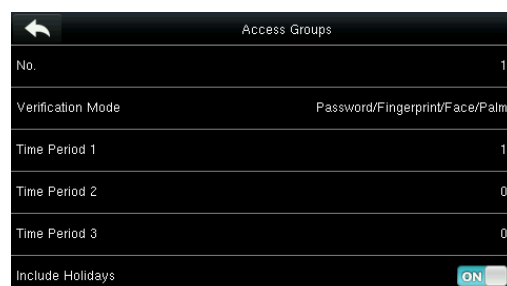 Access Groups
No. 1
Verification Mode Password/Fingerprint/Face/Palm
Time Period 1 1
Time Period 2 0
Time Period 3 0
Include Holidays ON